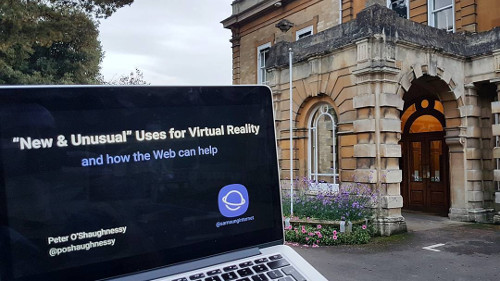 “New & Unusual” Uses for Virtual Reality
and how the Web can help
@samsunginternet
Peter O'Shaughnessy
@poshaughnessy